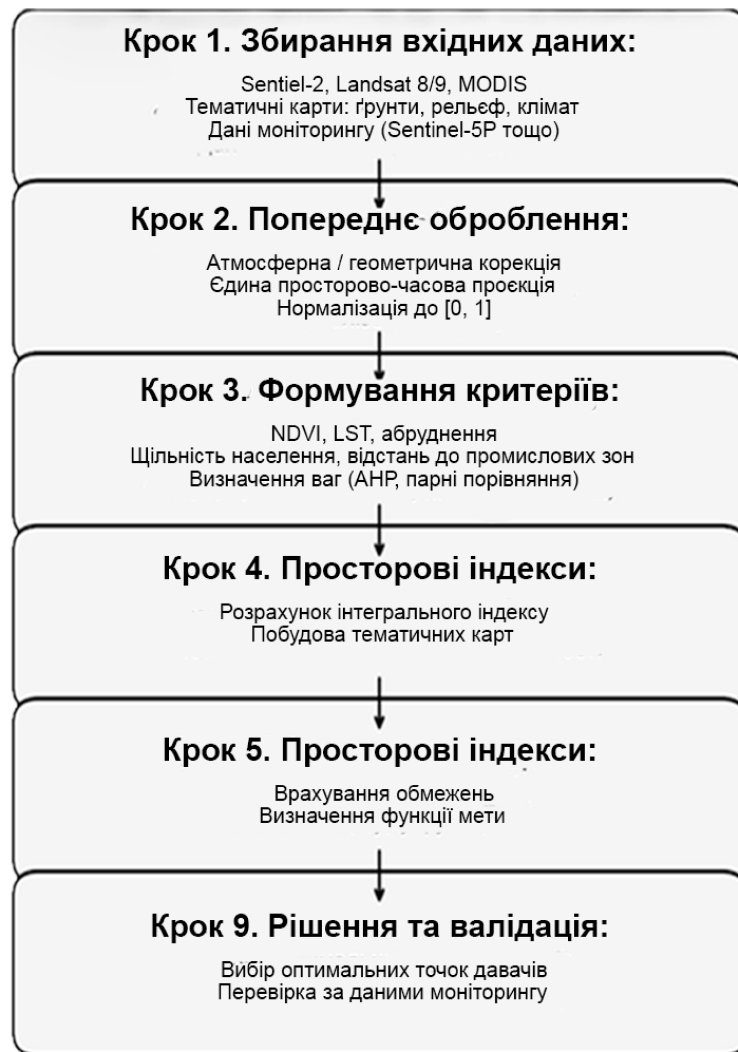 Крок 1. Збирання вхідних даних:
Sentiel-2, Landsat 8/9, MODIS
Тематичні карти: ґрунти, рельєф, клімат
Дані моніторингу (Sentinel-5P тощо)
Крок 2. Попереднє оброблення:
Атмосферна / геометрична корекція
Єдина просторово-часова проєкція
Нормалізація до [0, 1]
Крок 3. Формування критеріїв:
NDVI, LST, абруднення
Щільність населення, відстань до промислових зон
Визначення ваг (AHP, парні порівняння)
Крок 4. Просторові індекси:
Розрахунок інтегрального індексу
Побудова тематичних карт
Крок 5. Просторові індекси:
Врахування обмежень
Визначення функції мети
Крок 9. Рішення та валідація:
Вибір оптимальних точок давачів
Перевірка за даними моніторингу